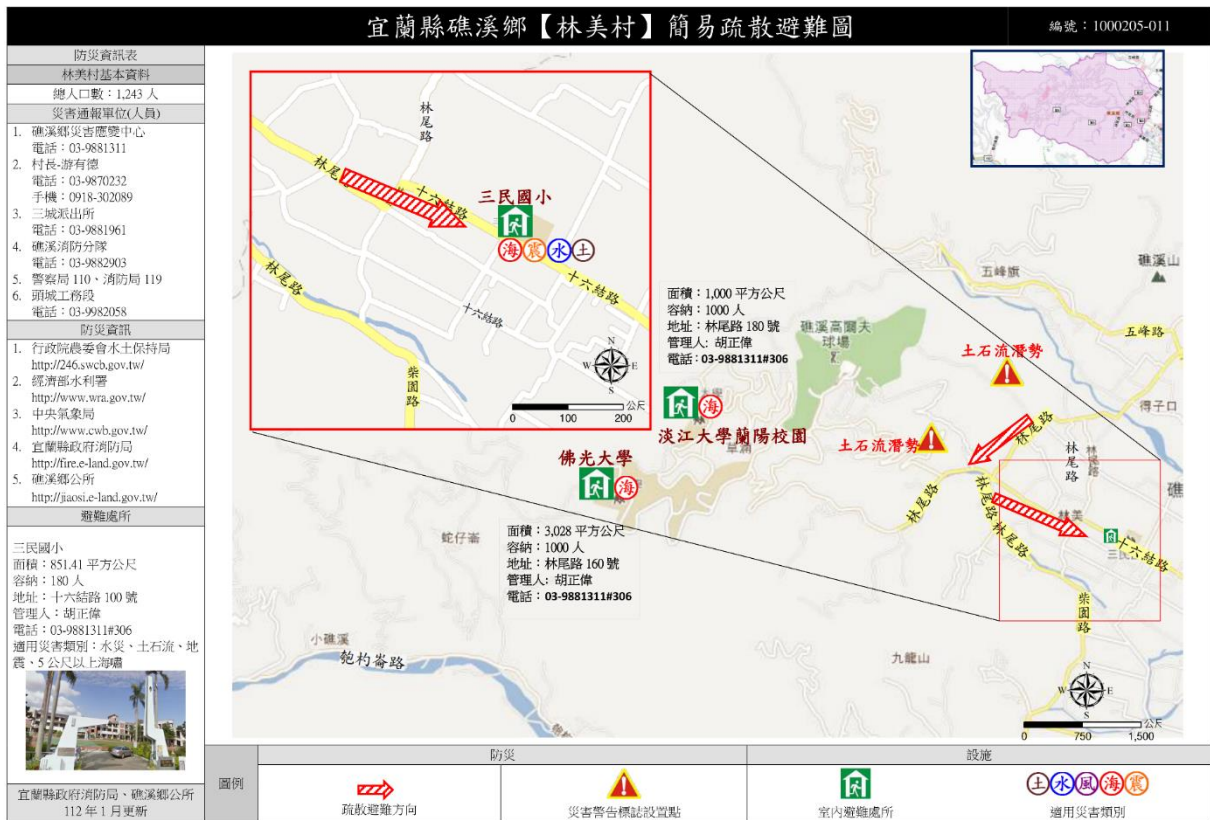 宜蘭縣礁溪鄉【林美村】簡易疏散避難圖
編號：1000205-011
防災資訊表
林美村基本資料
總人口數：1,243 人
災害通報單位(人員)
1. 礁溪鄉災害應變中心
電話：03-9881311
2. 村長-游有德
電話：03-9870232
手機：0918-302089
3. 三城派出所
電話：03-9881961
4. 礁溪消防分隊
電話：03-9882903
5. 警察局 110、消防局 119
6. 頭城工務段
電話：03-9982058
防災資訊
1. 行政院農委會水土保持局
http://246.swcb.gov.tw/
2. 經濟部水利署
http://www.wra.gov.tw/
3. 中央氣象局
http://www.cwb.gov.tw/
4. 宜蘭縣政府消防局
http://fire.e-land.gov.tw/
5. 礁溪鄉公所
http://jiaosi.e-land.gov.tw/
避難處所
三民國小
面積：851.41 平方公尺
容納：180 人
地址：十六結路 100 號
管理人：胡正偉
電話：03-9881311#306
適用災害類別：水災、土石流、地
震、5 公尺以上海嘯
宜蘭縣政府消防局、礁溪鄉公所
112 年 1 月更新
林尾路
林尾路
十六結路
三民國小
海 震 水 土
十六結路
林尾路
十六結路
柴圍路
N
W E
S
公尺
0 100 200
面積：1,000 平方公尺
容納：1000 人
地址：林尾路 180 號
管理人: 胡正偉
電話：03-9881311#306
海
淡江大學蘭陽校園
佛光大學
海
面積：3,028 平方公尺
容納：1000 人
地址：林尾路 160 號
管理人: 胡正偉
電話：03-9881311#306
礁溪高爾夫
球場
五峰旗
礁溪山
五峰路
土石流潛勢
得子口
土石流潛勢
林尾路
林尾路
林尾路
林尾路
林尾路
林尾路
林美
十六結路
柴圍路
蛇仔崙
小礁溪
匏杓崙路
九龍山
N
W E
S
公尺
0 750 1,500
圖例
防災
設施
疏散避難方向
災害警告標誌設置點
室內避難處所
土 水 風 海 震
適用災害類別